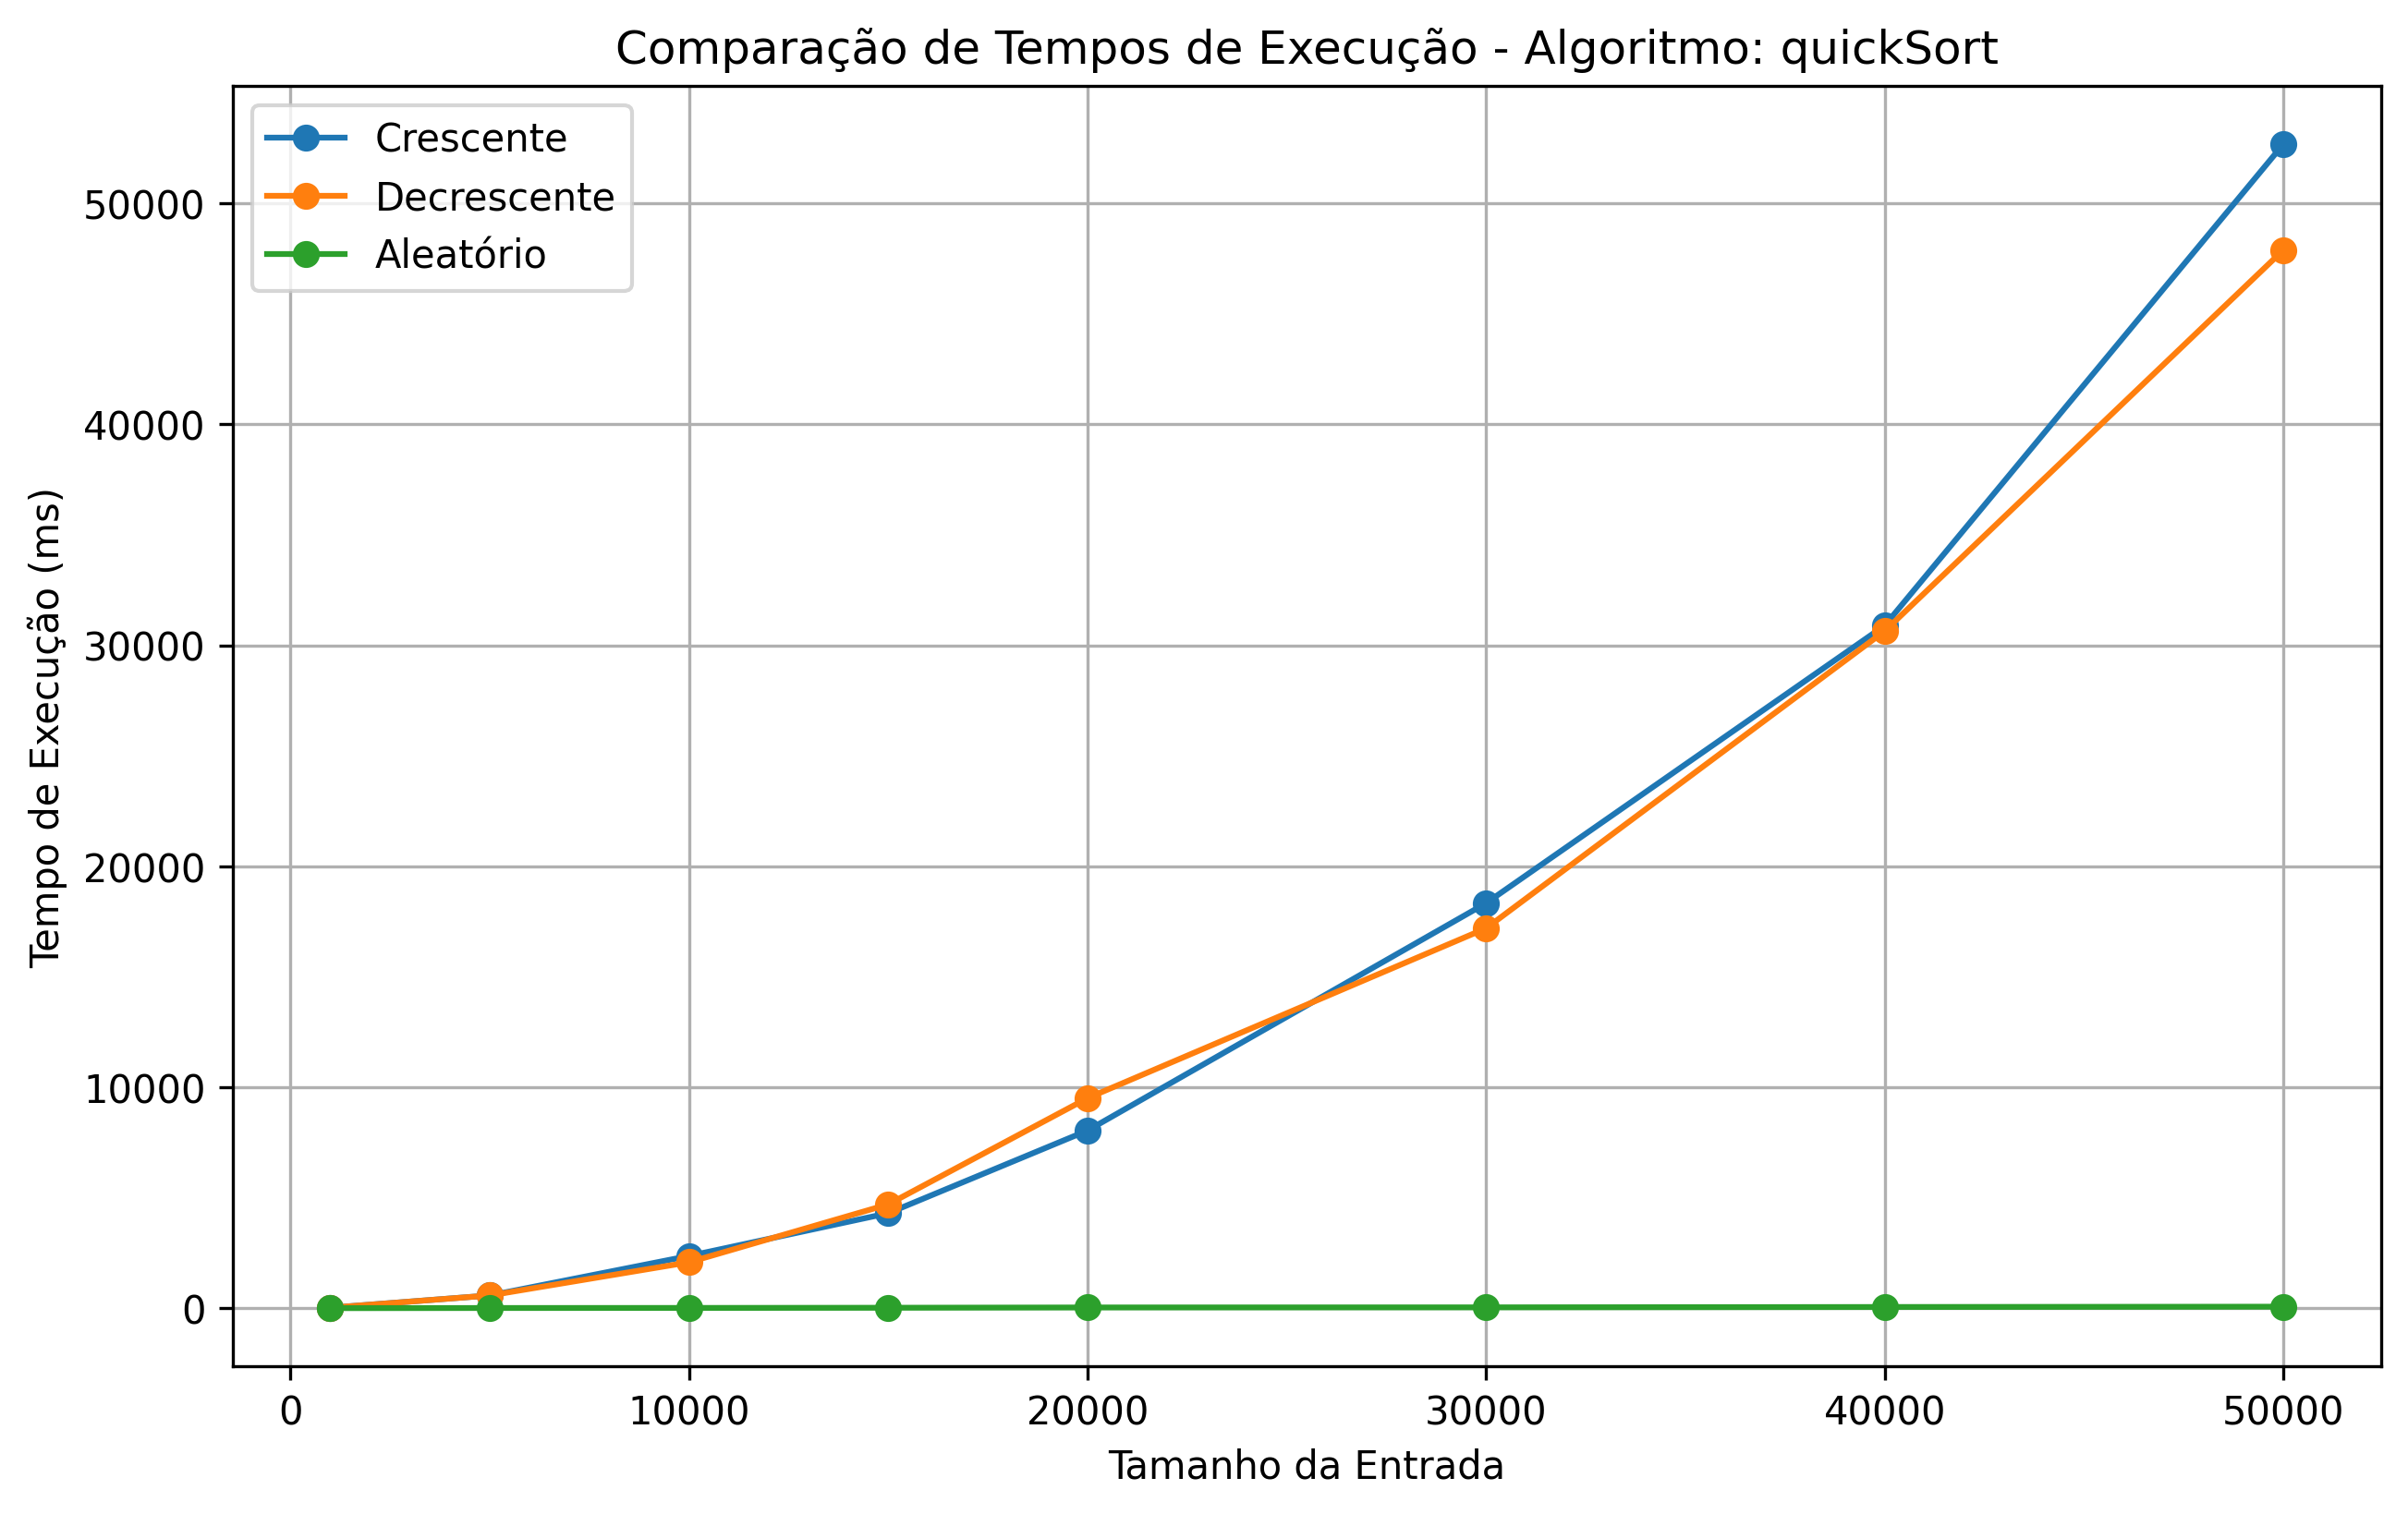 Comparação de Tempos de Execução - Algoritmo: quickSort
Crescente
Decrescente
Aleatório
Tempo de Execução (ms)
50000
40000
30000
20000
10000
0
0 10000 20000 30000 40000 50000
Tamanho da Entrada